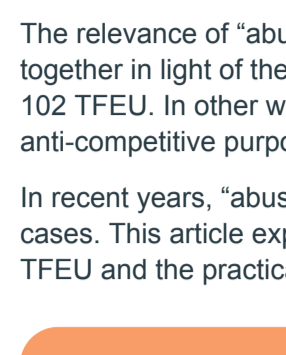 The relevance of “abu
together in light of the
102 TFEU. In other w
anti-competitive purpo
In recent years, “abus
cases. This article exp
TFEU and the practica